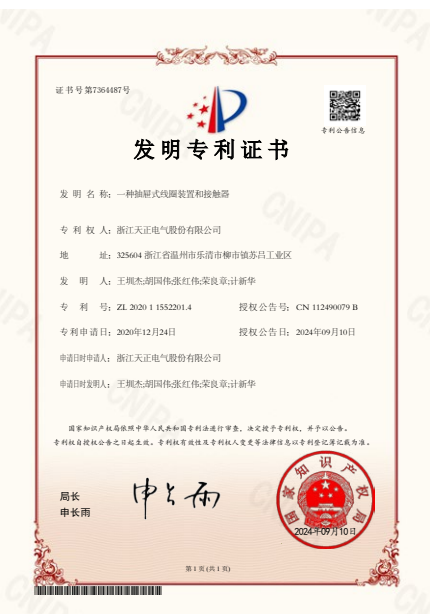 证书号第7364487号
专利公告信息
发明专利证书
发明名称：一种抽屉式线圈装置和接触器
专利权人：浙江天正电气股份有限公司
地址：325604 浙江省温州市乐清市柳市镇苏吕工业区
发明人：王圳杰;胡国伟;张红伟;荣良章;计新华
专利号：ZL 2020 1 1552201.4 授权公告号：CN 112490079 B
专利申请日：2020年12月24日 授权公告日：2024年09月10日
申请日时申请人：浙江天正电气股份有限公司
申请日时发明人：王圳杰;胡国伟;张红伟;荣良章;计新华
国家知识产权局依照中华人民共和国专利法进行审查，决定授予专利权，并予以公告。
专利权自授权公告之日起生效。专利权有效性及专利权人变更等法律信息以专利登记簿记载为准。
局长
申长雨
申长雨
国家知识产权局
2024年09月10日
第 1 页 (共 1 页)
CNIPA